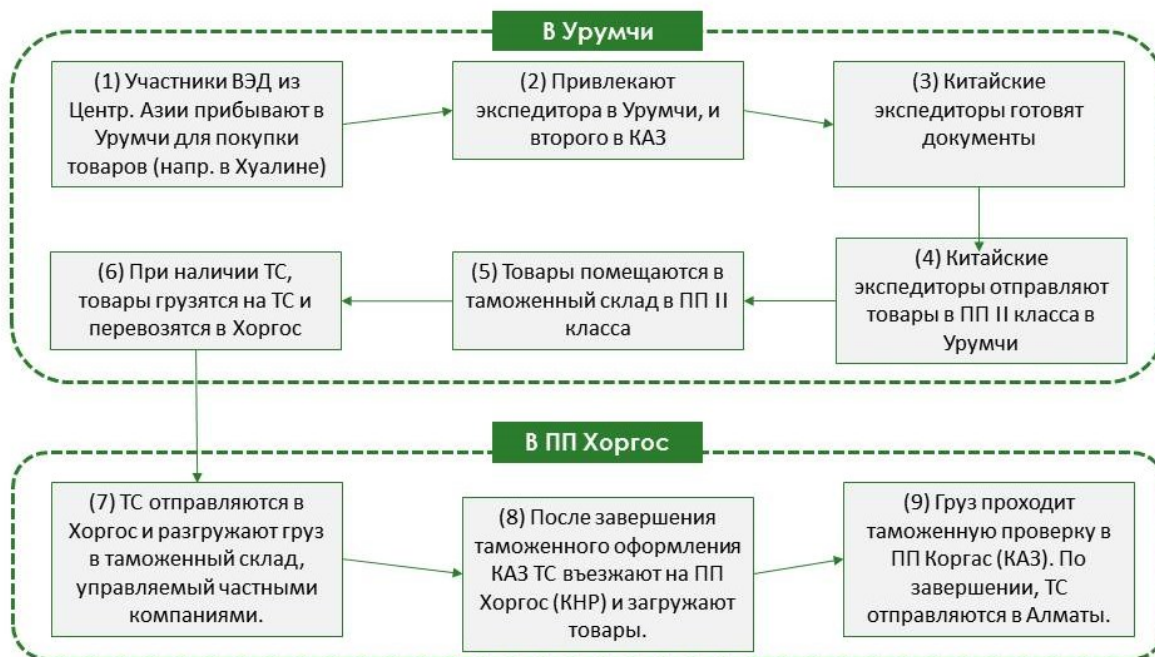 В Урумчи
(1) Участники ВЭД из
Центр. Азии прибывают в
Урумчи для покупки
товаров (напр. в Хуалине)
(2) Привлекают
экспедитора в Урумчи, и
второго в КАЗ
(3) Китайские
экспедиторы готовят
документы
(4) Китайские
экспедиторы отправляют
товары в ПП II класса в
Урумчи
(5) Товары помещаются в
таможенный склад в ПП II
класса
(6) При наличии ТС,
товары грузятся на ТС и
перевозятся в Хоргос
В ПП Хоргос
(7) ТС отправляются в
Хоргос и разгружают груз
в таможенный склад,
управляемый частными
компаниями.
(8) После завершения
таможенного оформления
КАЗ ТС въезжают на ПП
Хоргос (КНР) и загружают
товары.
(9) Груз проходит
таможенную проверку в
ПП Коргас (КАЗ). По
завершении, ТС
отправляются в Алматы.